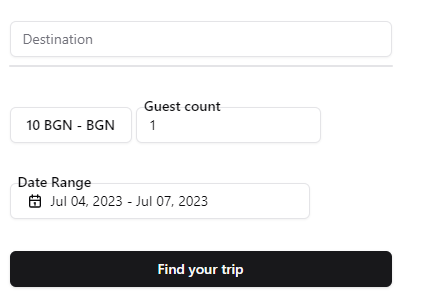 Destination
10 BGN - BGN
Guest count
1
Date Range
Jul 04, 2023 - Jul 07, 2023
Find your trip